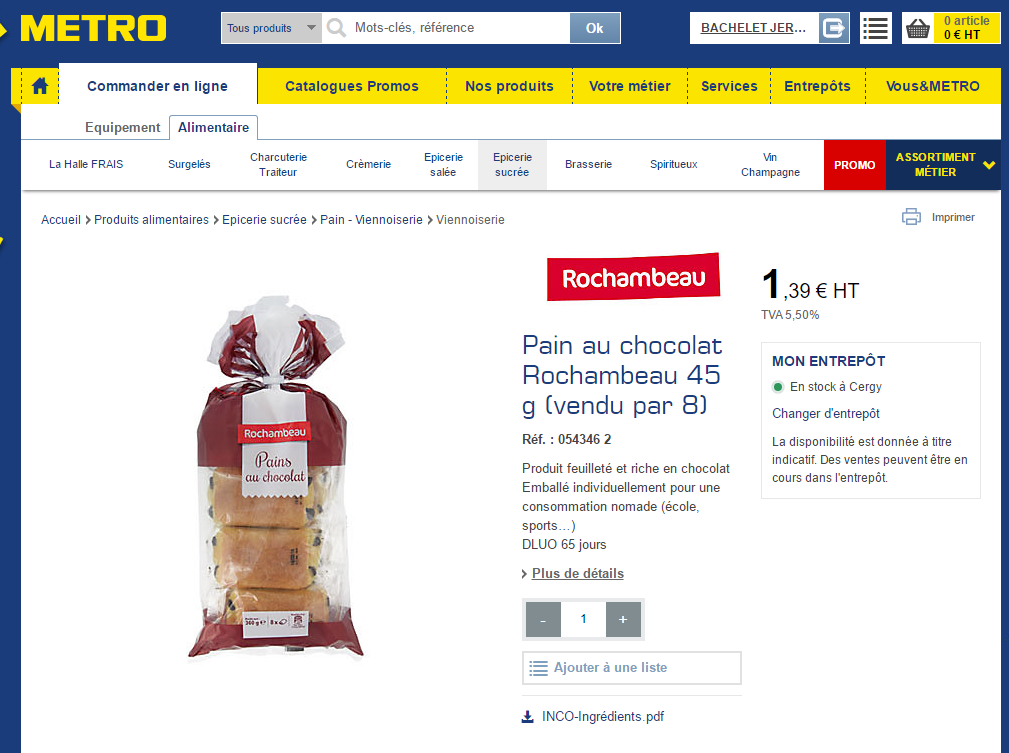 METRO
Tous produits
Mots-clés, référence
Ok
BACHELET JER...
0 article
0 € HT
Commander en ligne
Catalogues Promos
Nos produits
Votre métier
Services
Entrepôts
Vous&METRO
Equipement
Alimentaire
La Halle FRAIS
Surgelés
Charcuterie
Traiteur
Crèmerie
Epicerie
salée
Epicerie
sucrée
Brasserie
Spiritueux
Vin
Champagne
PROMO
ASSORTIMENT
MÉTIER
Accueil > Produits alimentaires > Epicerie sucrée > Pain - Viennoiserie > Viennoiserie
Imprimer
Rochambeau
Pains
au chocolat
360 g e 8x
Rochambeau
Pain au chocolat
Rochambeau 45
g (vendu par 8)
Réf. : 054346 2
Produit feuilleté et riche en chocolat
Emballé individuellement pour une
consommation nomade (école,
sports…)
DLUO 65 jours
> Plus de détails
- 1 +
Ajouter à une liste
INCO-Ingrédients.pdf
1,39 € HT
TVA 5,50%
MON ENTREPÔT
En stock à Cergy
Changer d'entrepôt
La disponibilité est donnée à titre
indicatif. Des ventes peuvent être en
cours dans l'entrepôt.